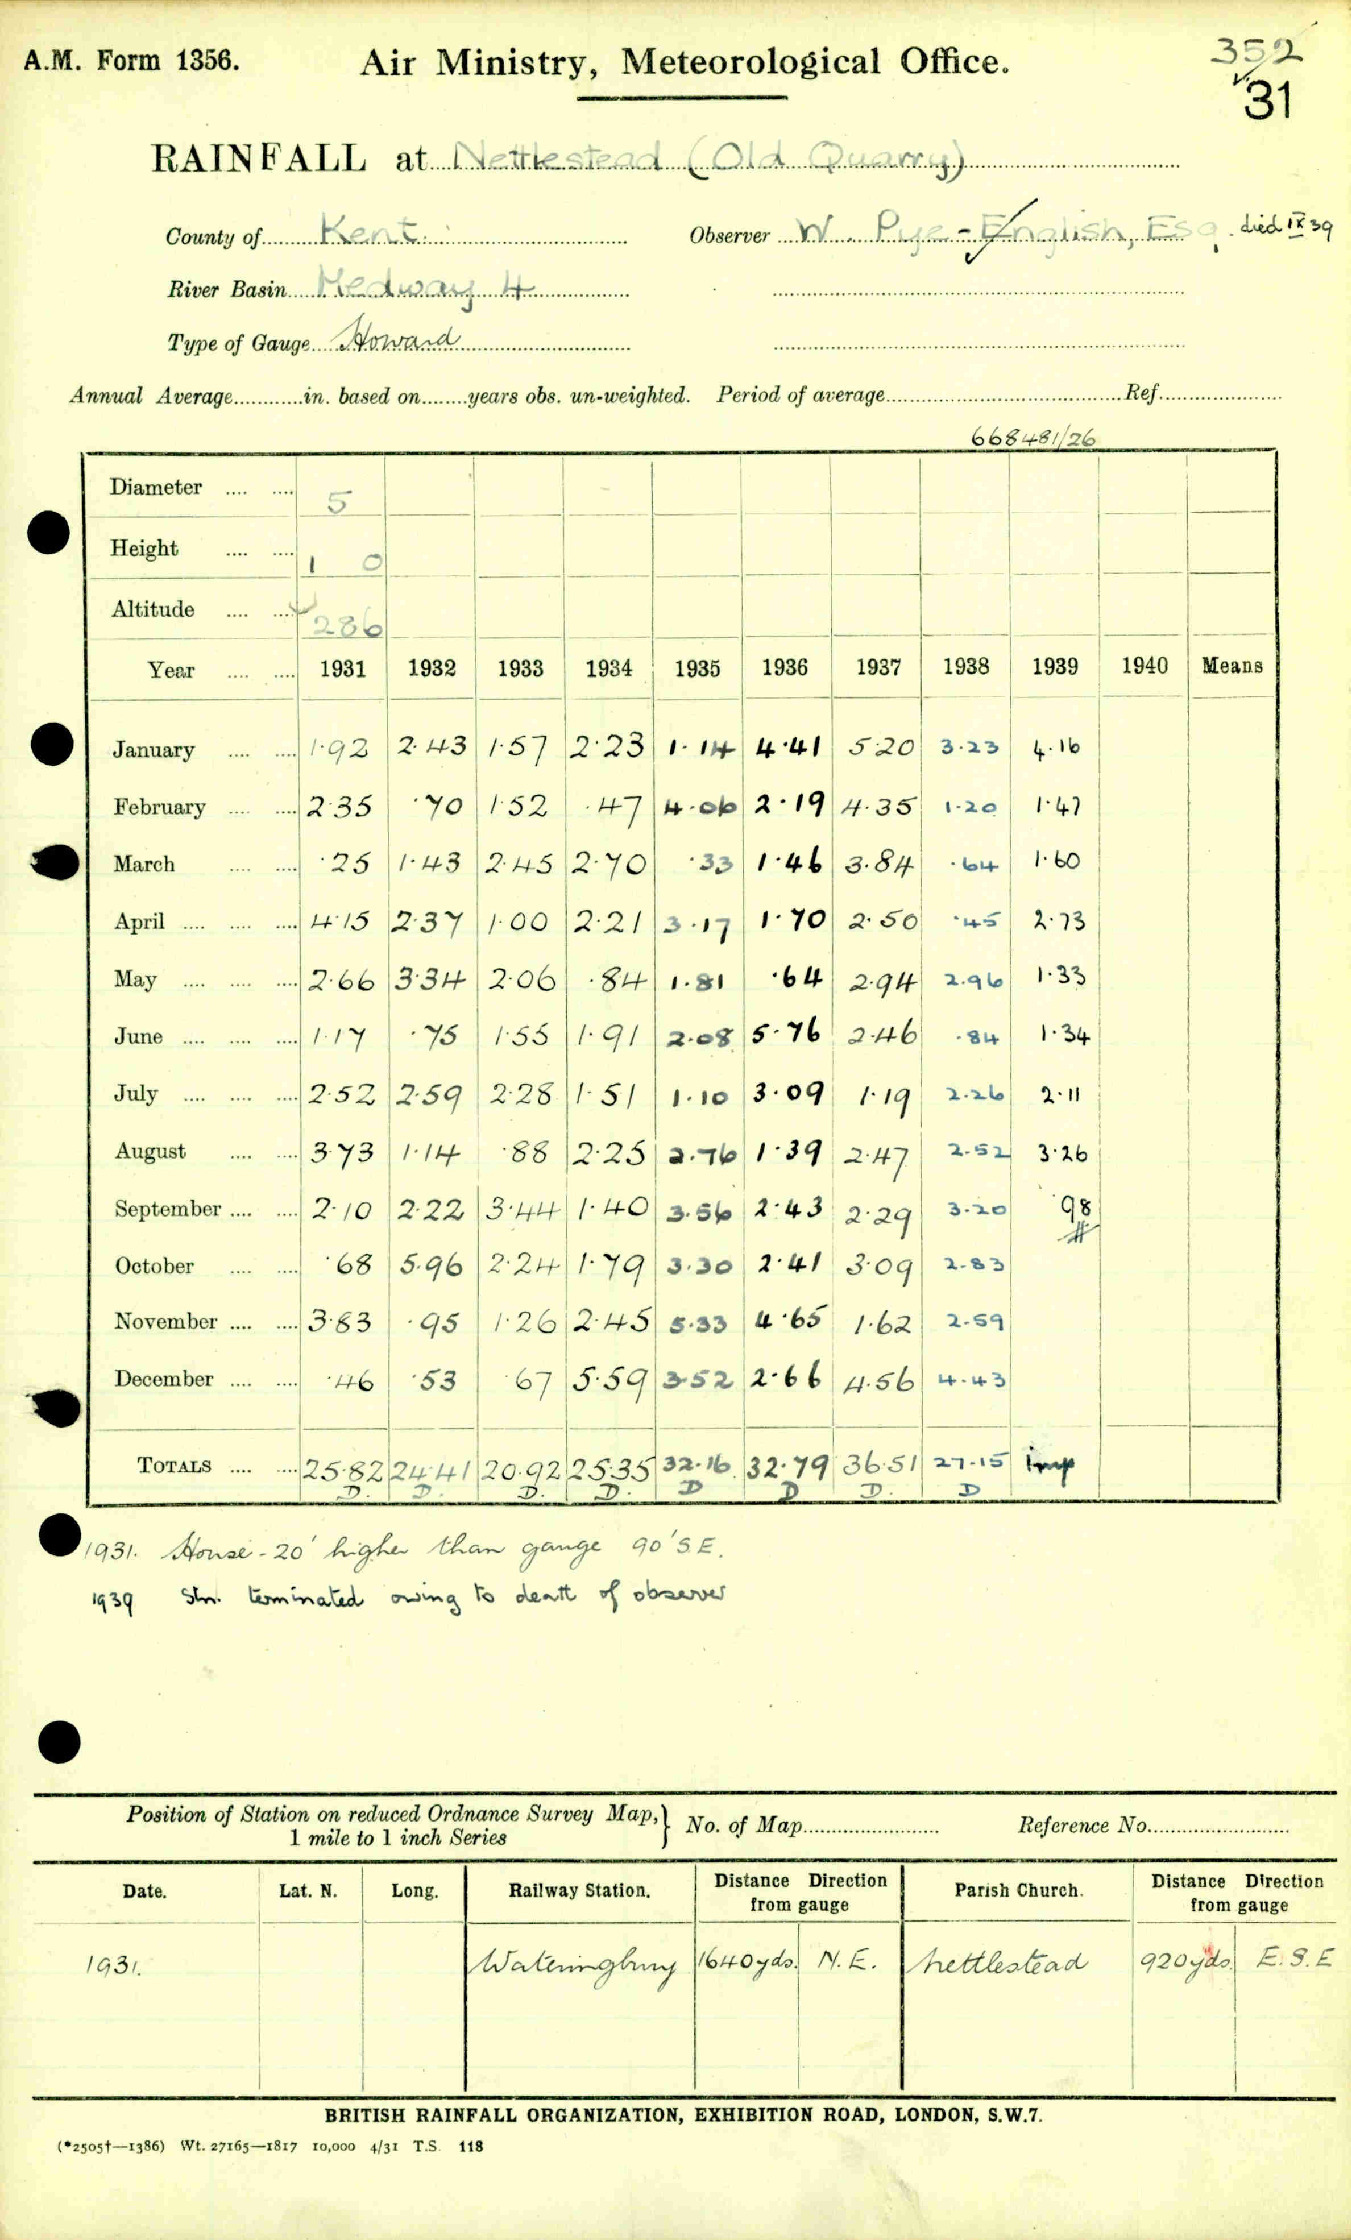 A.M. Form 1356.
Air Ministry, Meteorological Office.
352
31
RAINFALL at Nettlestead (Old Quarry)
County of Kent. Observer W. Pye-English, Esq. died IX 39
River Basin Medway 4
Type of Gauge Howard
Annual Average in. based on years obs. un-weighted. Period of average Ref.
668481/26
Diameter 5
Height 1 0
Altitude 286
Year 1931 1932 1933 1934 1935 1936 1937 1938 1939 1940 Means
January 1.92 2.43 1.57 2.23 1.14 4.41 5.20 3.23 4.16
February 2.35 .70 1.52 .47 4.06 2.19 4.35 1.20 1.47
March .25 1.43 2.45 2.70 .33 1.46 3.84 .64 1.60
April 4.15 2.37 1.00 2.21 3.17 1.70 2.50 .45 2.73
May 2.66 3.34 2.06 .84 1.81 .64 2.94 2.96 1.33
June 1.17 .75 1.55 1.91 2.08 5.76 2.46 .84 1.34
July 2.52 2.59 2.28 1.51 1.10 3.09 1.19 2.26 2.11
August 3.73 1.14 .88 2.25 2.76 1.39 2.47 2.52 3.26
September 2.10 2.22 3.44 1.40 3.56 2.43 2.29 3.20 .98
October .68 5.96 2.24 1.79 3.30 2.41 3.09 2.83
November 3.83 .95 1.26 2.45 5.33 4.65 1.62 2.59
December .46 .53 .67 5.59 3.52 2.66 4.56 4.43
TOTALS 25.82 24.41 20.92 25.35 32.16 32.79 36.51 27.15 imp
D. D. D. D. D D D. D
1931. House - 20' higher than gauge 90' S.E.
1939 Stn. terminated owing to death of observer
Position of Station on reduced Ordnance Survey Map, } No. of Map Reference No.
1 mile to 1 inch Series
Date. Lat. N. Long. Railway Station. Distance Direction from gauge Parish Church. Distance Direction from gauge
1931. Wateringbury 1640 yds. N.E. Nettlestead 920 yds. E.S.E
BRITISH RAINFALL ORGANIZATION, EXHIBITION ROAD, LONDON, S.W.7.
(*2505†—1386) Wt. 27165—1817 10,000 4/31 T.S. 118